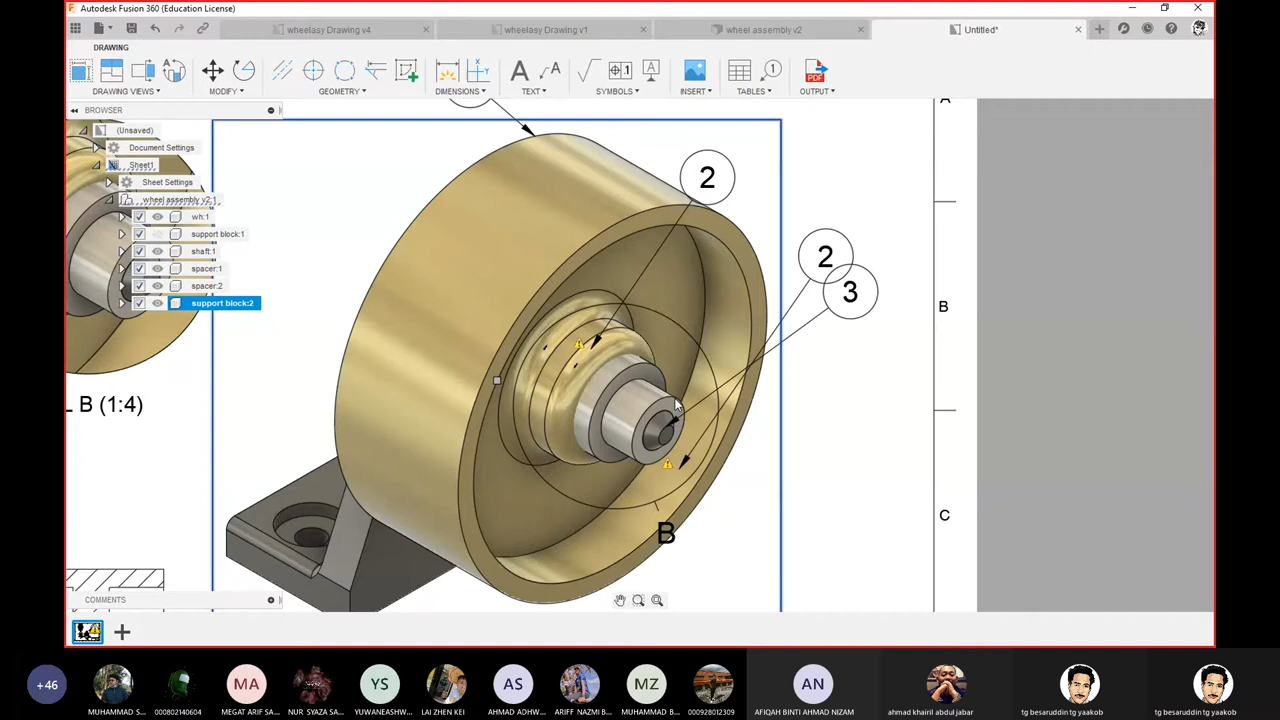 Autodesk Fusion 360 (Education License)
wheelasy Drawing v4
wheelasy Drawing v1
wheel assembly v2
Untitled*
DRAWING
DRAWING VIEWS
MODIFY
GEOMETRY
DIMENSIONS
TEXT
SYMBOLS
INSERT
TABLES
OUTPUT
BROWSER
(Unsaved)
Document Settings
Sheet1
Sheet Settings
wheel assembly v2:1
wh:1
support block:1
shaft:1
spacer:1
spacer:2
support block:2
2
2
3
B
L B (1:4)
A
B
C
COMMENTS
+46
MUHAMMAD S...
000802140604
MA
MEGAT ARIF SA...
NUR SYAZA SA...
YS
YUWANEASHW...
LAI ZHEN KEI
AS
AHMAD ADHW...
ARIFF NAZMI B...
MZ
MUHAMMAD B...
000928012309
AN
AFIQAH BINTI AHMAD NIZAM
ahmad khairil abdul jabar
tg besaruddin tg yaakob
tg besaruddin tg yaakob